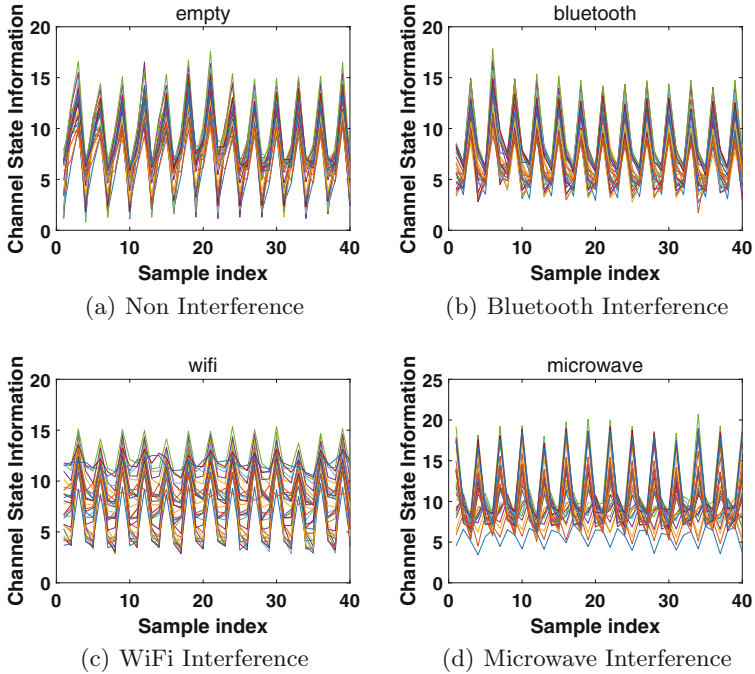 empty
Channel State Information
20
15
10
5
0
0 10 20 30 40
Sample index
(a) Non Interference
bluetooth
Channel State Information
20
15
10
5
0
0 10 20 30 40
Sample index
(b) Bluetooth Interference
wifi
Channel State Information
20
15
10
5
0
0 10 20 30 40
Sample index
(c) WiFi Interference
microwave
Channel State Information
25
20
15
10
5
0
0 10 20 30 40
Sample index
(d) Microwave Interference